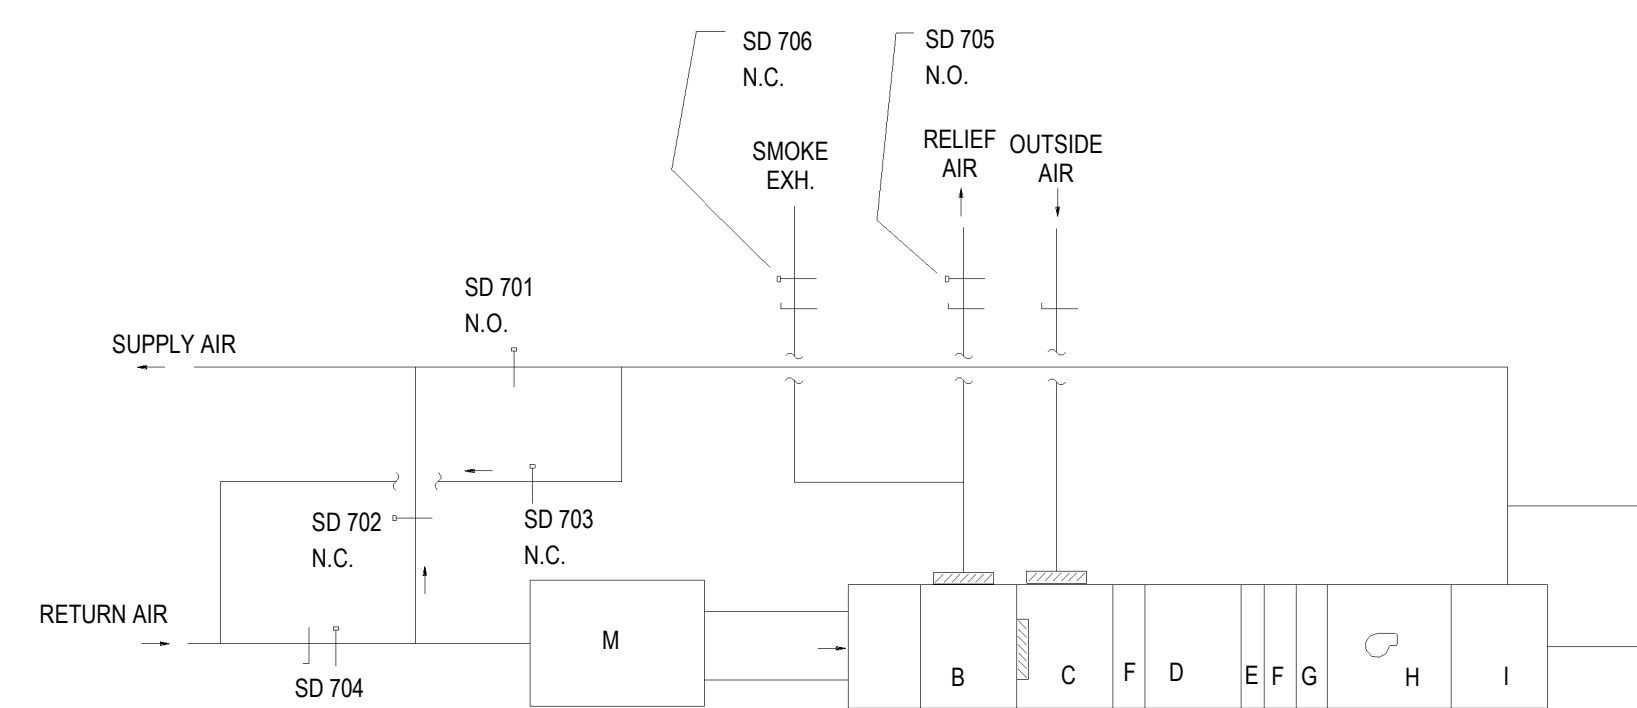 SD 706
N.C.
SD 705
N.O.
SMOKE
EXH.
RELIEF
AIR
OUTSIDE
AIR
SD 701
N.O.
SUPPLY AIR
SD 702
N.C.
SD 703
N.C.
RETURN AIR
SD 704
M
B
C
F
D
E
F
G
H
I